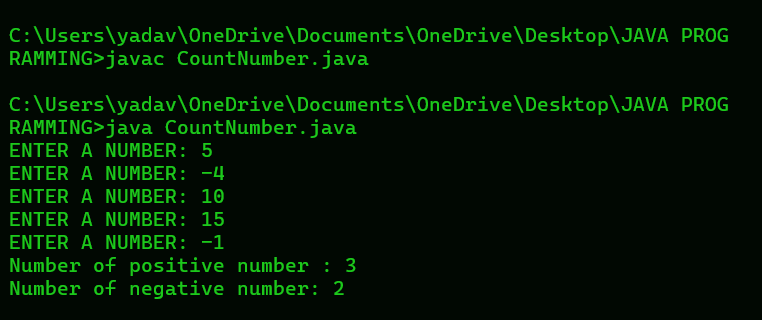 C:\Users\yadav\OneDrive\Documents\OneDrive\Desktop\JAVA PROG
RAMMING>javac CountNumber.java
C:\Users\yadav\OneDrive\Documents\OneDrive\Desktop\JAVA PROG
RAMMING>java CountNumber.java
ENTER A NUMBER: 5
ENTER A NUMBER: -4
ENTER A NUMBER: 10
ENTER A NUMBER: 15
ENTER A NUMBER: -1
Number of positive number : 3
Number of negative number: 2